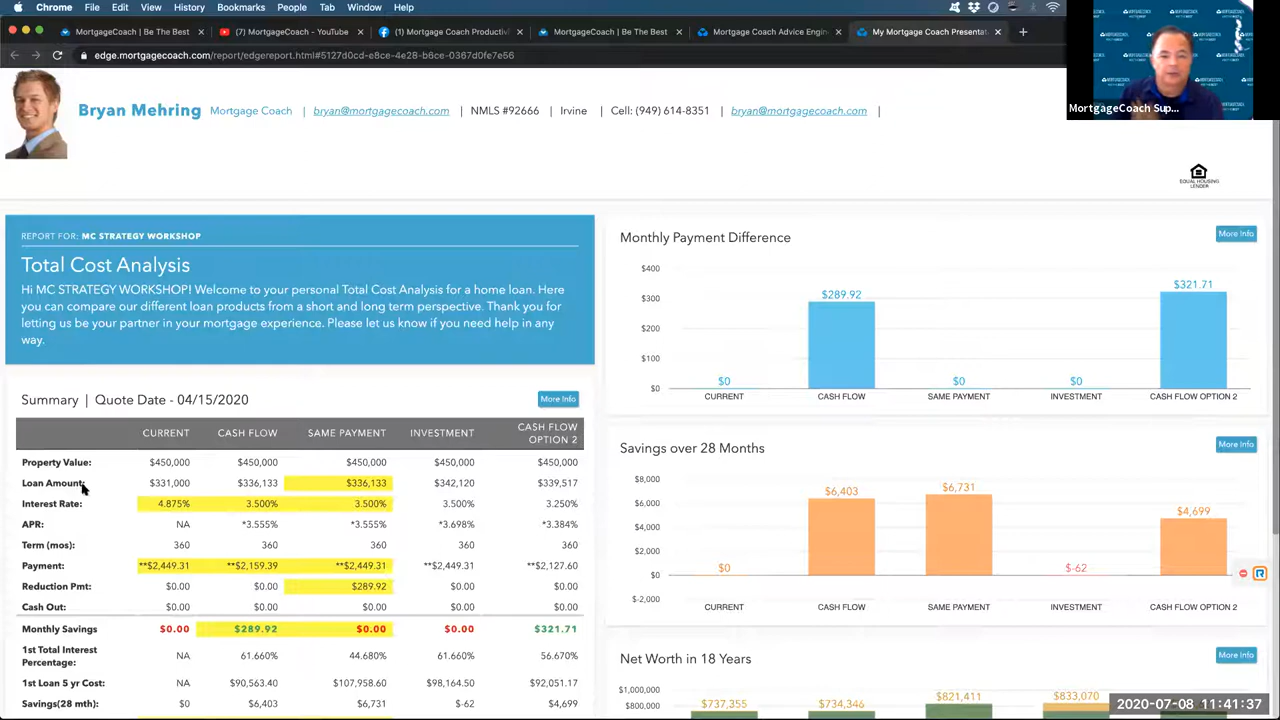 Chrome File Edit View History Bookmarks People Tab Window Help
MortgageCoach | Be The Best
(7) MortgageCoach - YouTube
(1) Mortgage Coach Productiv
MortgageCoach | Be The Best
MortgageCoach Advice Engin
My Mortgage Coach Presentat
edge.mortgagecoach.com/report/edgereport.html#
MortgageCoach Sup...
Bryan Mehring Mortgage Coach | bryan@mortgagecoach.com | NMLS #92666 Irvine | Cell: (949) 614-8351 | bryan@mortgagecoach.com |
EQUAL HOUSING
LENDER
REPORT FOR: MC STRATEGY WORKSHOP
Total Cost Analysis
Hi MC STRATEGY WORKSHOP! Welcome to your personal Total Cost Analysis for a home loan. Here
you can compare our different loan products from a short and long term perspective. Thank you for
letting us be your partner in your mortgage experience. Please let us know if you need help in any
way.
Summary | Quote Date - 04/15/2020 More Info
CURRENT CASH FLOW SAME PAYMENT INVESTMENT CASH FLOW
OPTION 2
Property Value: $450,000 $450,000 $450,000 $450,000 $450,000
Loan Amount: $331,000 $336,133 $336,133 $342,120 $339,517
Interest Rate: 4.875% 3.500% 3.500% 3.500% 3.250%
APR: NA *3.555% *3.555% *3.698% *3.384%
Term (mos): 360 360 360 360 360
Payment: **$2,449.31 **$2,159.39 **$2,449.31 **$2,449.31 **$2,127.60
Reduction Pmt: $0.00 $0.00 $289.92 $0.00 $0.00
Cash Out: $0.00 $0.00 $0.00 $0.00 $0.00
Monthly Savings $0.00 $289.92 $0.00 $0.00 $321.71
1st Total Interest
Percentage: NA 61.660% 44.680% 61.660% 56.670%
1st Loan 5 yr Cost: NA $90,563.40 $107,958.60 $98,164.50 $92,051.17
Savings(28 mth): $0 $6,403 $6,731 $-62 $4,699
Monthly Payment Difference More Info
$400
$300
$200
$100
$0
$0 $289.92 $0 $0 $321.71
CURRENT CASH FLOW SAME PAYMENT INVESTMENT CASH FLOW OPTION 2
Savings over 28 Months More Info
$8,000
$6,000
$4,000
$2,000
$0
$-2,000
$0 $6,403 $6,731 $-62 $4,699
CURRENT CASH FLOW SAME PAYMENT INVESTMENT CASH FLOW OPTION 2
Net Worth in 18 Years More Info
$1,000,000
$800,000
$737,355 $734,346 $821,411 $833,070
2020-07-08 11:41:37